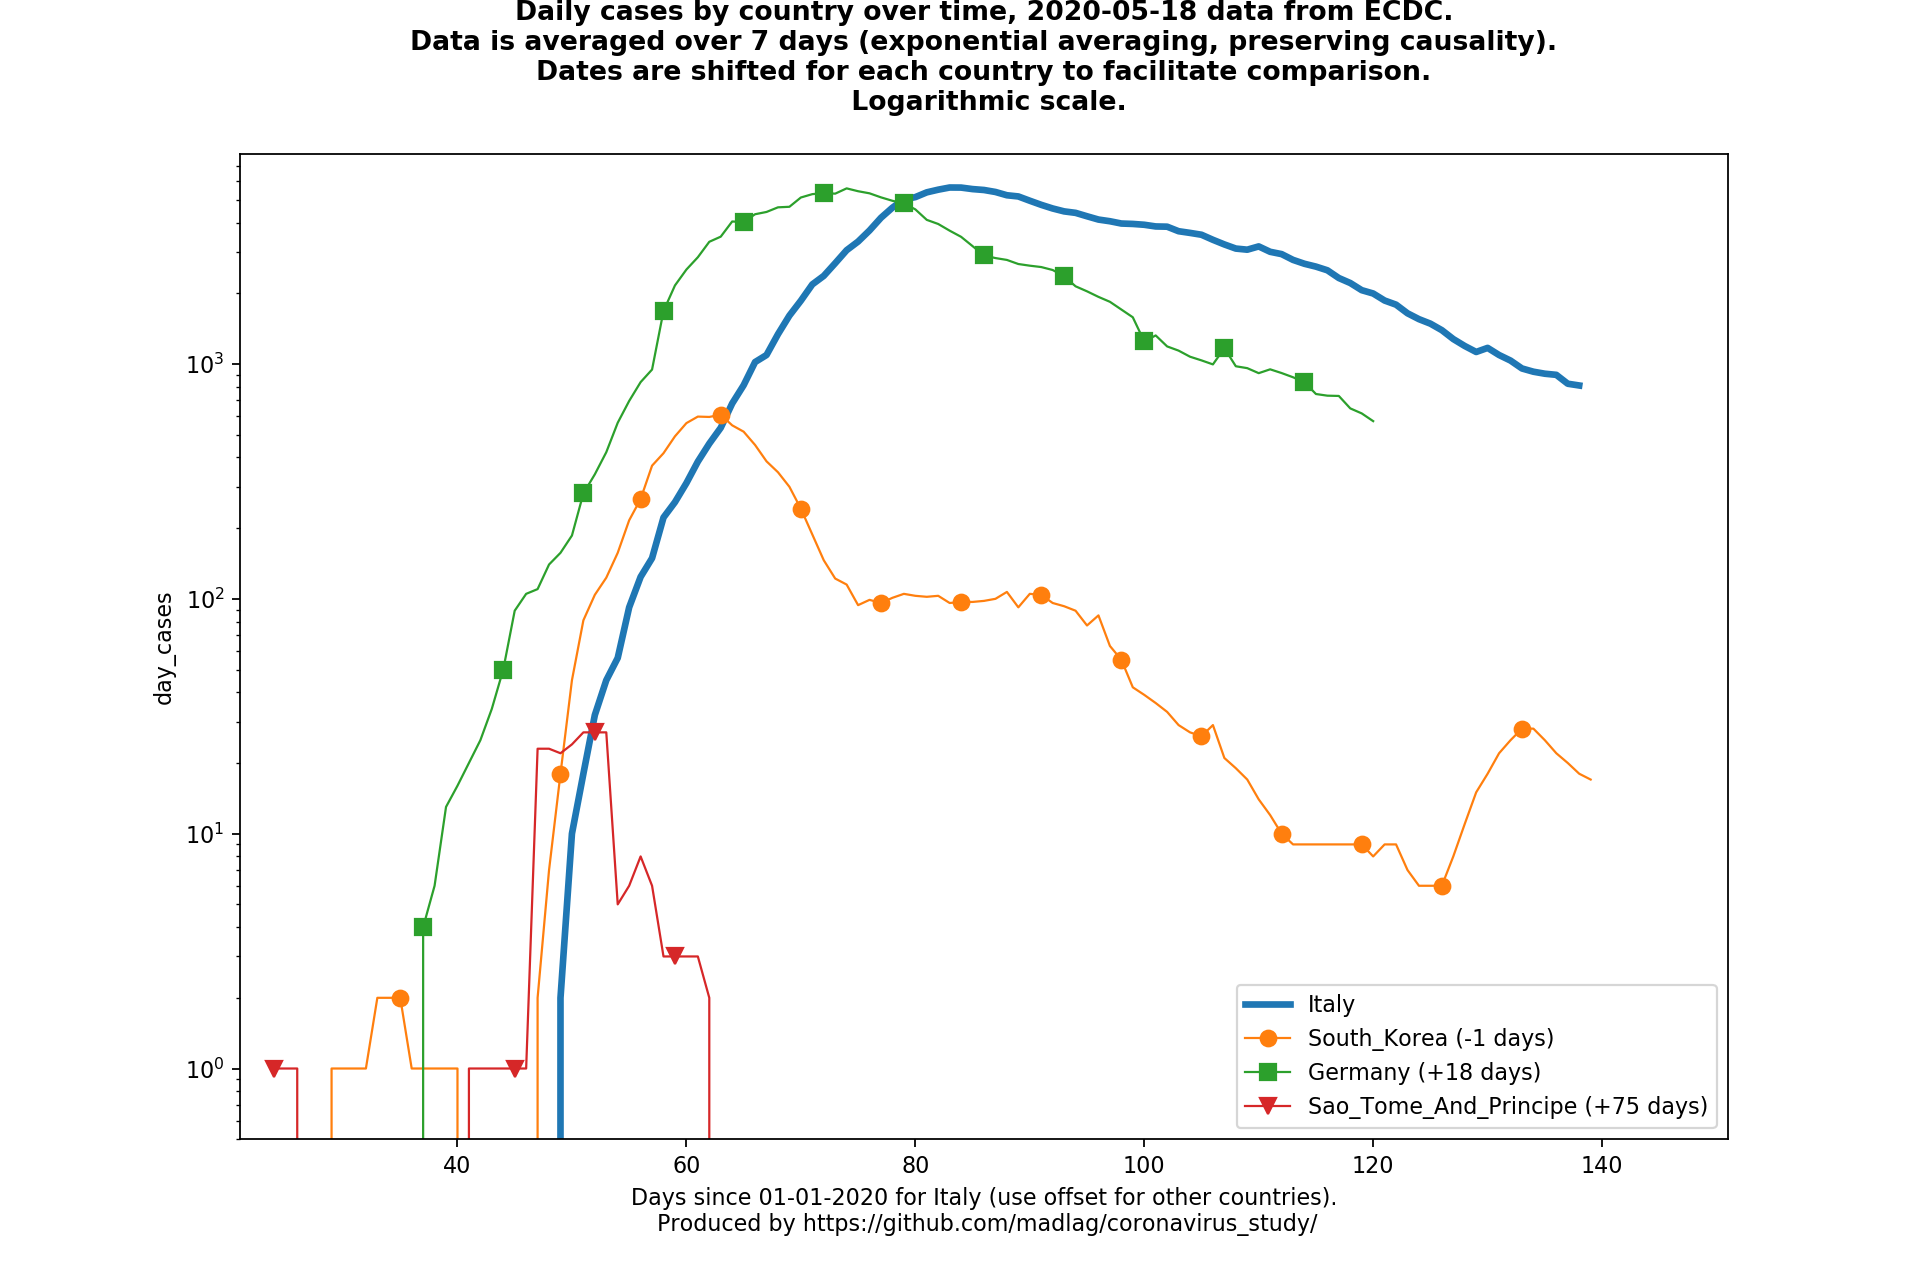 Daily cases by country over time, 2020-05-18 data from ECDC.
Data is averaged over 7 days (exponential averaging, preserving causality).
Dates are shifted for each country to facilitate comparison.
Logarithmic scale.
10³
10²
10¹
10⁰
day_cases
40 60 80 100 120 140
Italy
South_Korea (-1 days)
Germany (+18 days)
Sao_Tome_And_Principe (+75 days)
Days since 01-01-2020 for Italy (use offset for other countries).
Produced by https://github.com/madlag/coronavirus_study/